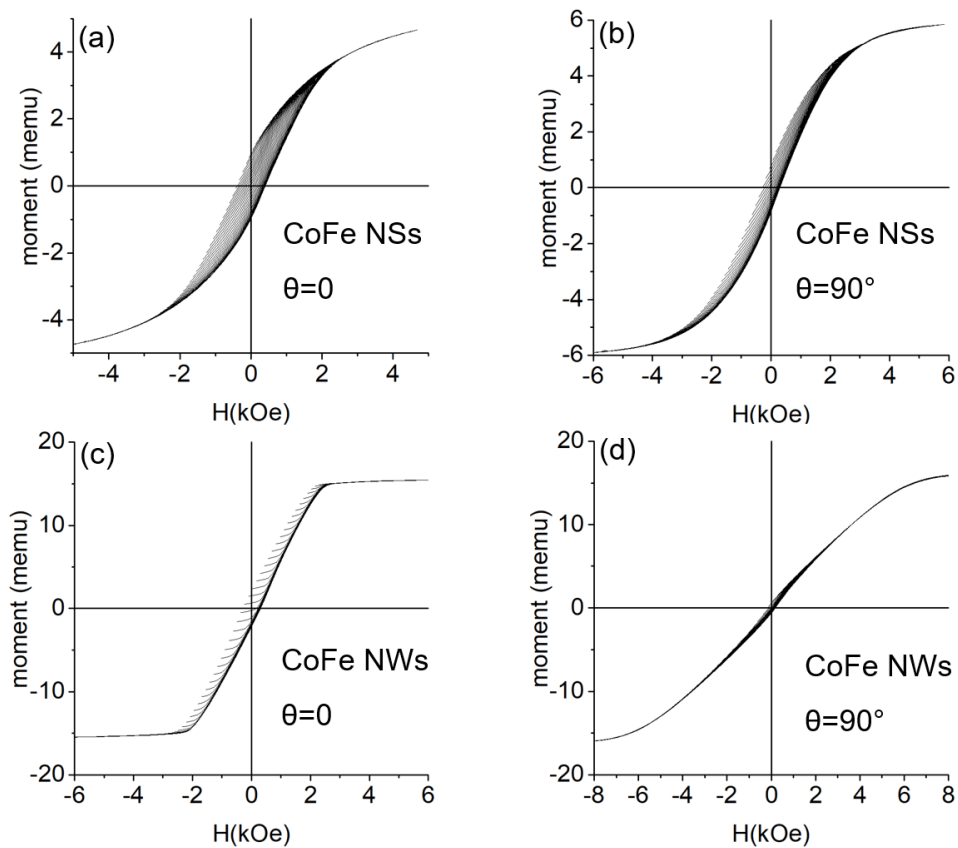 (a)
moment (memu)
4
2
0
-2
-4
-4
-2
0
2
4
H(kOe)
CoFe NSs
θ=0
(b)
moment (memu)
6
4
2
0
-2
-4
-6
-6
-4
-2
0
2
4
6
H(kOe)
CoFe NSs
θ=90°
(c)
moment (memu)
20
10
0
-10
-20
-6
-4
-2
0
2
4
6
H(kOe)
CoFe NWs
θ=0
(d)
moment (memu)
20
10
0
-10
-20
-8
-6
-4
-2
0
2
4
6
8
H(kOe)
CoFe NWs
θ=90°